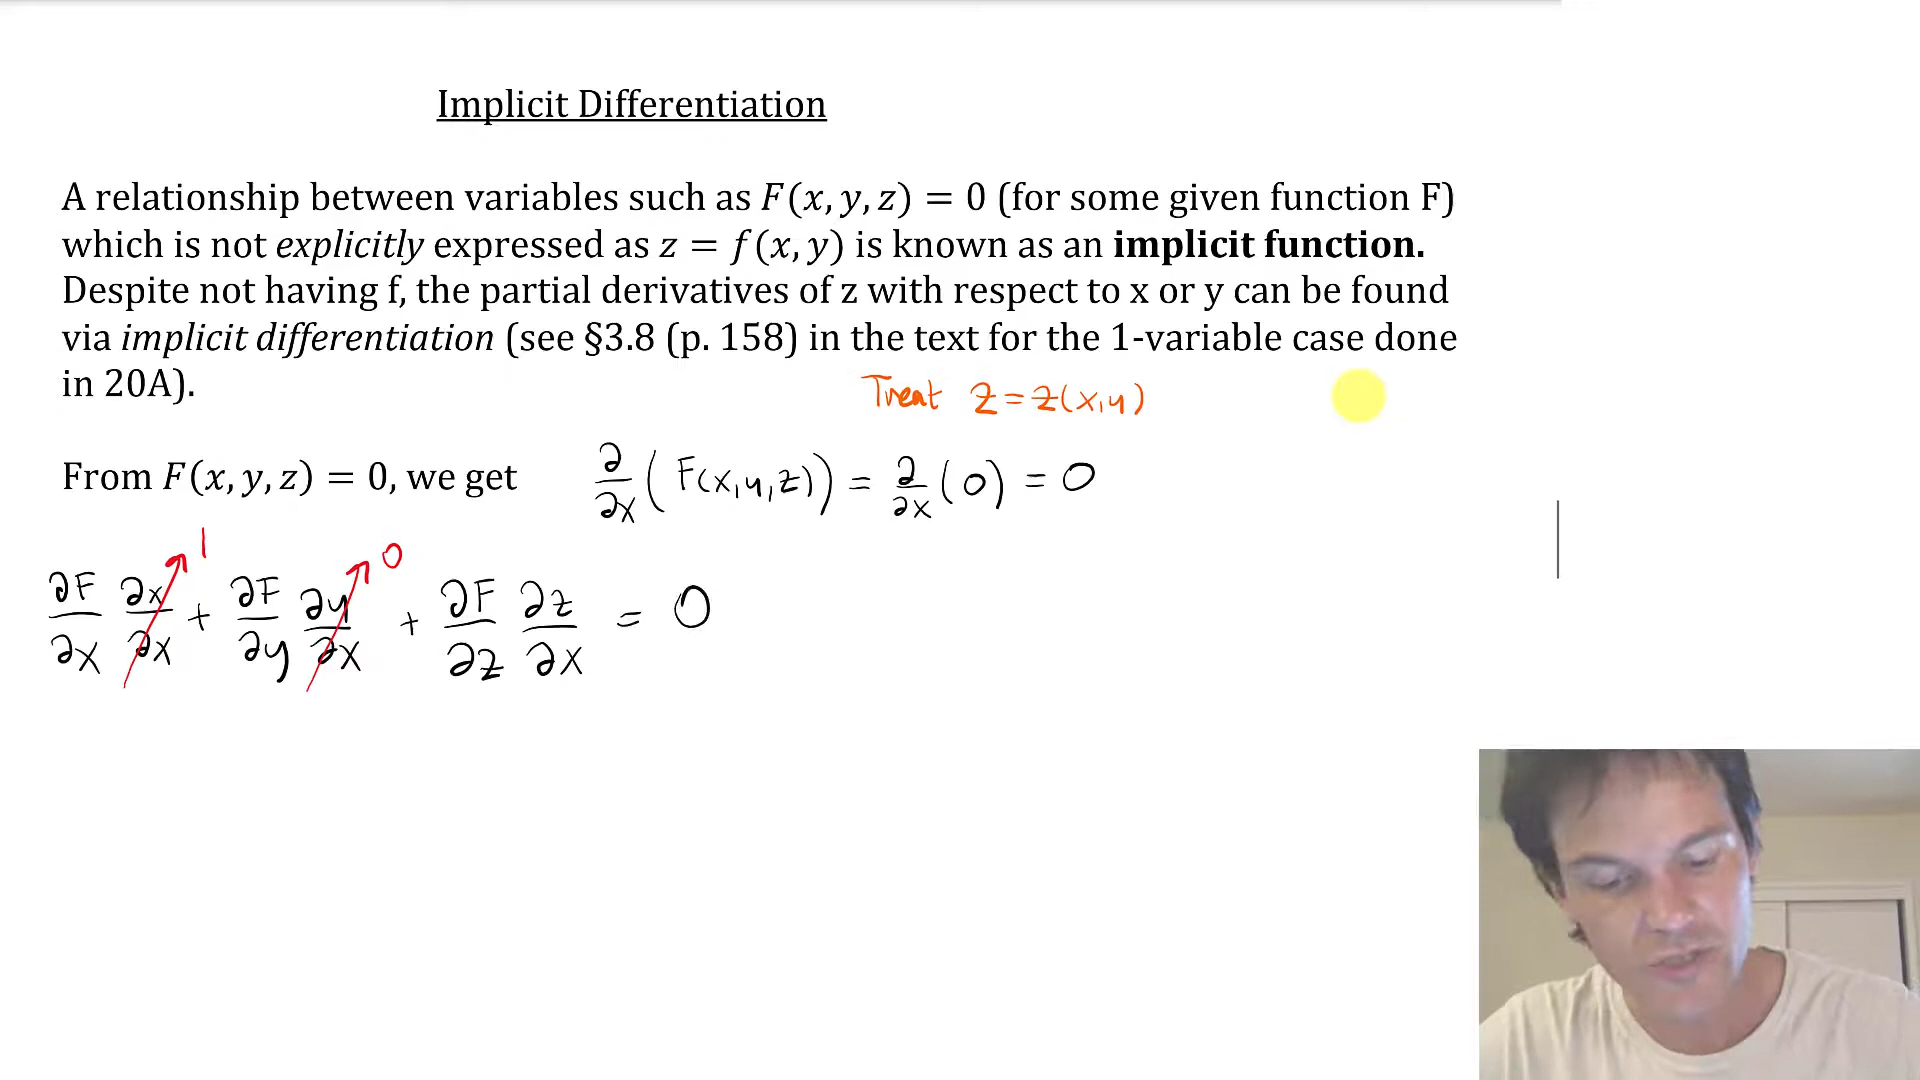 Implicit Differentiation
A relationship between variables such as F(x, y, z) = 0 (for some given function F)
which is not explicitly expressed as z = f(x, y) is known as an implicit function.
Despite not having f, the partial derivatives of z with respect to x or y can be found
via implicit differentiation (see §3.8 (p. 158) in the text for the 1-variable case done
in 20A).
Treat z = z(x,y)
From F(x, y, z) = 0, we get ∂/∂x (F(x,y,z)) = ∂/∂x (0) = 0
1 0
∂F/∂x ∂x/∂x + ∂F/∂y ∂y/∂x + ∂F/∂z ∂z/∂x = 0